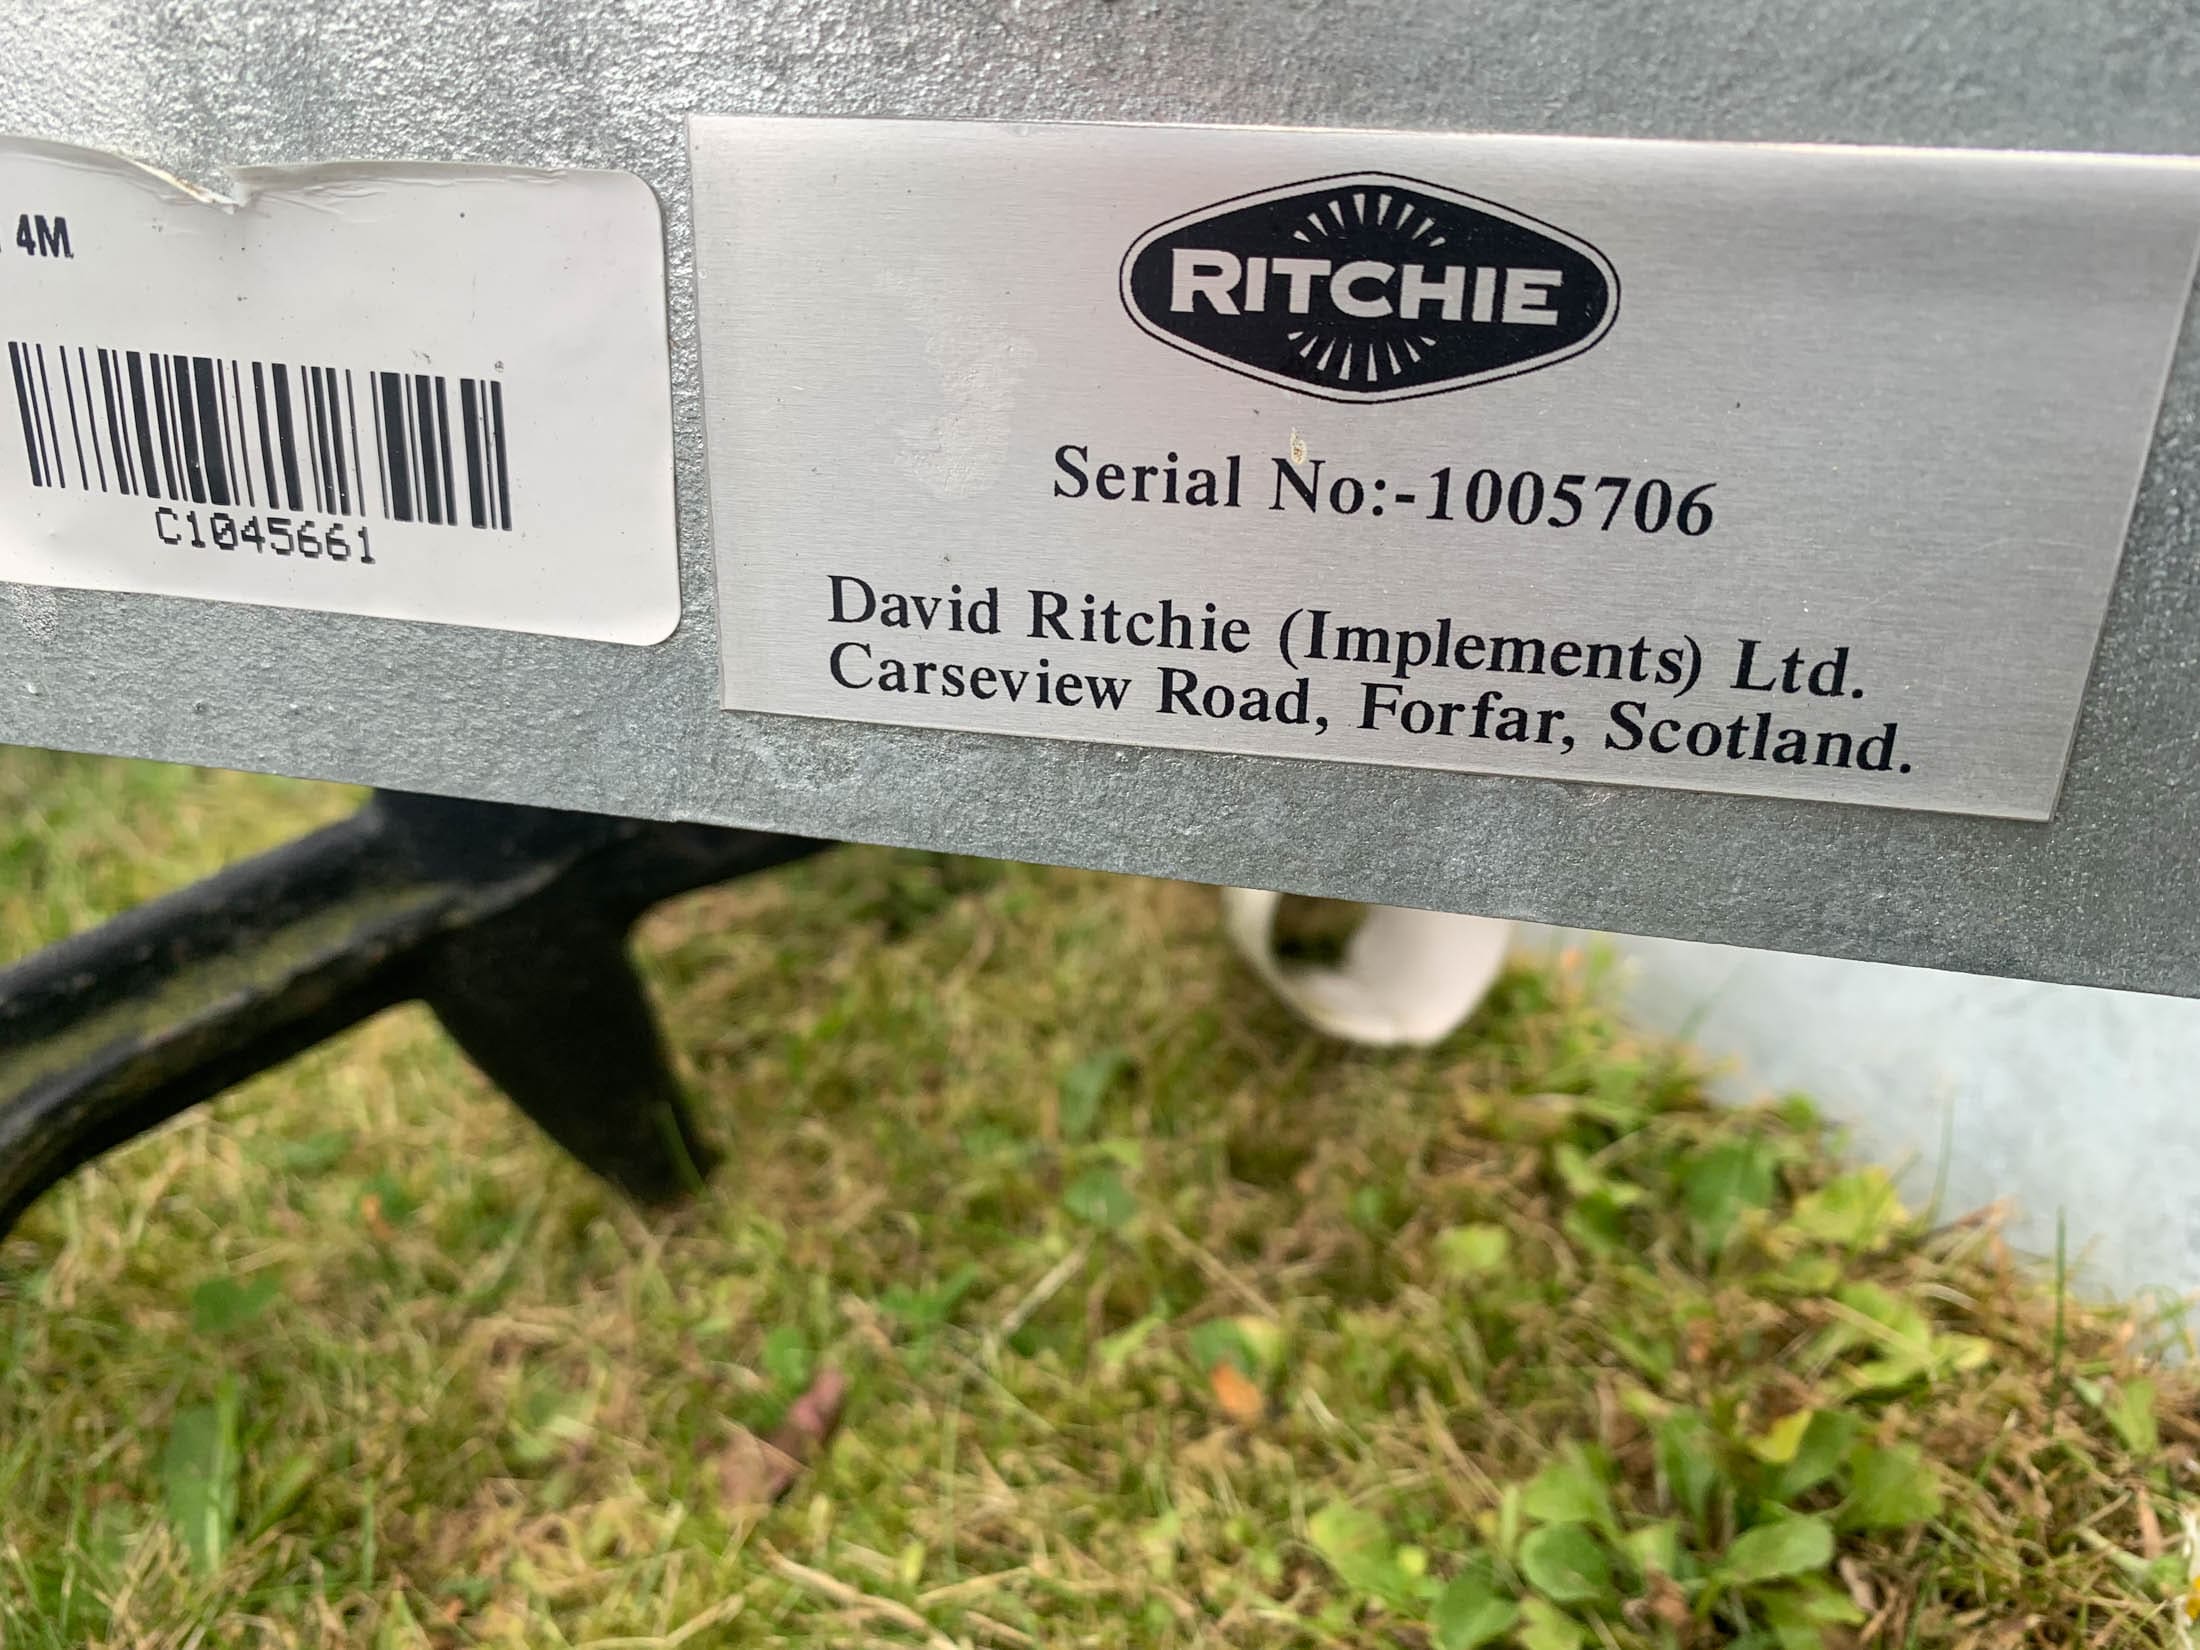 4M
C1045661
RITCHIE
Serial No:-1005706
David Ritchie (Implements) Ltd.
Carseview Road, Forfar, Scotland.